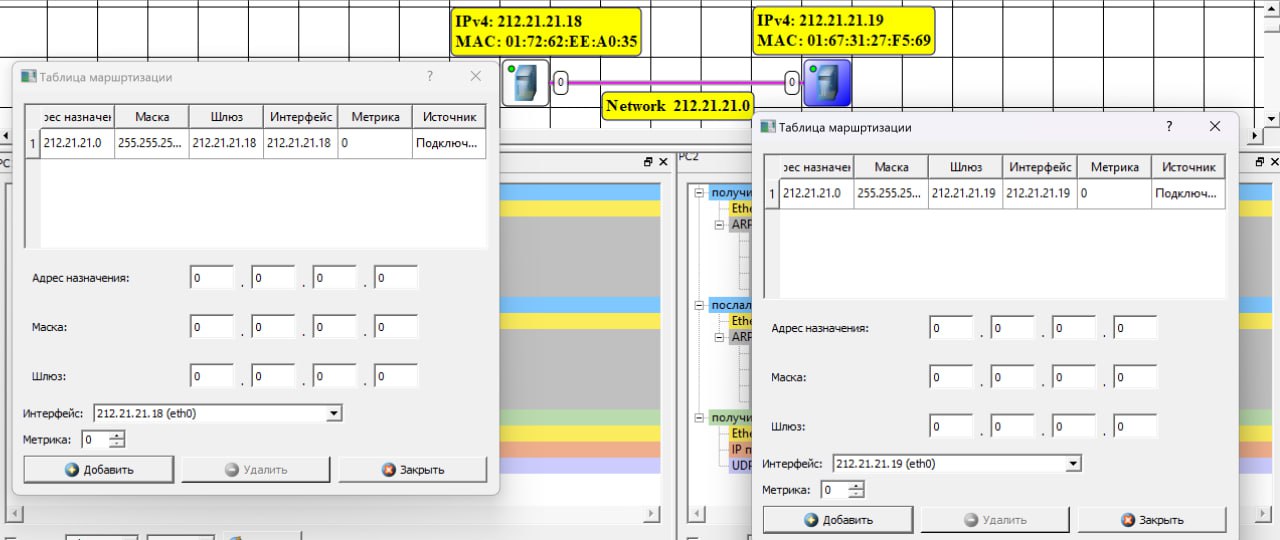 IPv4: 212.21.21.18
MAC: 01:72:62:EE:A0:35
IPv4: 212.21.21.19
MAC: 01:67:31:27:F5:69
0
0
Network 212.21.21.0
Таблица маршртизации
рес назначен Маска Шлюз Интерфейс Метрика Источник
1 212.21.21.0 255.255.25... 212.21.21.18 212.21.21.18 0 Подключ...
Адрес назначения: 0 . 0 . 0 . 0
Маска: 0 . 0 . 0 . 0
Шлюз: 0 . 0 . 0 . 0
Интерфейс: 212.21.21.18 (eth0)
Метрика: 0
Добавить Удалить Закрыть
PC
PC2
получи
Ethe
ARP
послал
Ethe
ARP
получи
Ethe
IP п
UDP
Таблица маршртизации
рес назначен Маска Шлюз Интерфейс Метрика Источник
1 212.21.21.0 255.255.25... 212.21.21.19 212.21.21.19 0 Подключ...
Адрес назначения: 0 . 0 . 0 . 0
Маска: 0 . 0 . 0 . 0
Шлюз: 0 . 0 . 0 . 0
Интерфейс: 212.21.21.19 (eth0)
Метрика: 0
Добавить Удалить Закрыть